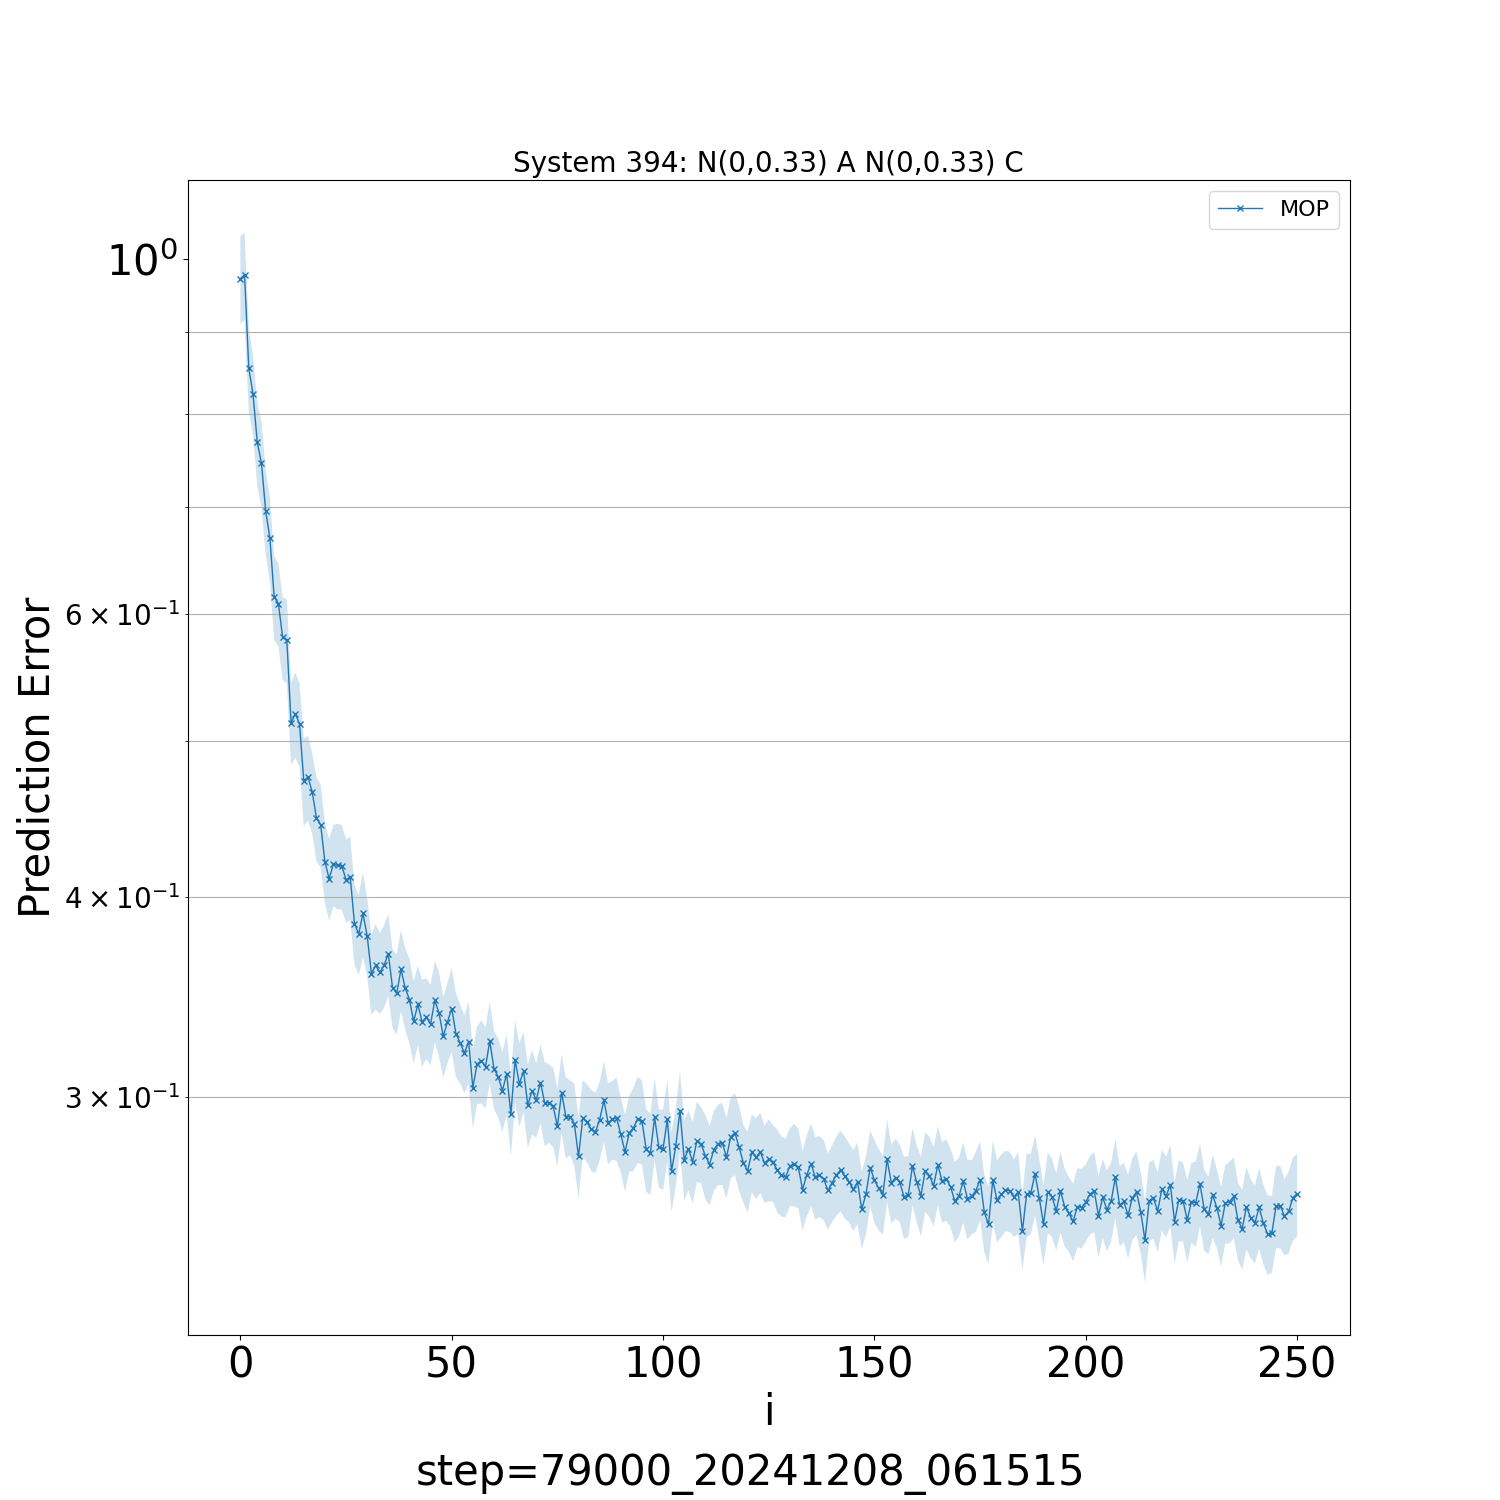 System 394: N(0,0.33) A N(0,0.33) C
MOP
10⁰
6 × 10⁻¹
4 × 10⁻¹
3 × 10⁻¹
Prediction Error
0 50 100 150 200 250
i
step=79000_20241208_061515